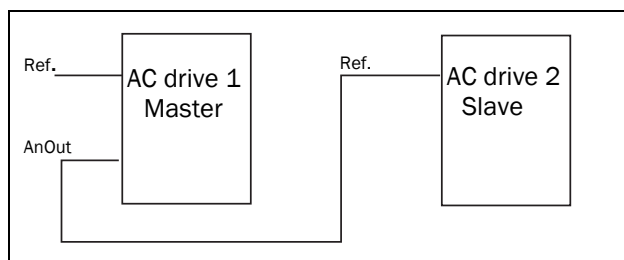 Ref.
AC drive 1
Master
AnOut
Ref.
AC drive 2
Slave